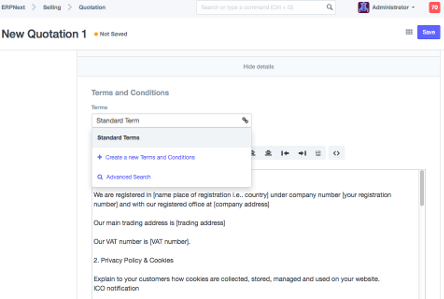 ERPNext > Selling > Quotation
Search or type a command (Ctrl + G)
Administrator
70
New Quotation 1
Not Saved
Save
Hide details
Terms and Conditions
Terms
Standard Term
Standard Terms
+ Create a new Terms and Conditions
Advanced Search
We are registered in [name place of registration i.e.. country] under company number [your registration
number] and with our registered office at [company address]
Our main trading address is [trading address]
Our VAT number is [VAT number].
2. Privacy Policy & Cookies
Explain to your customers how cookies are collected, stored, managed and used on your website.
ICO notification